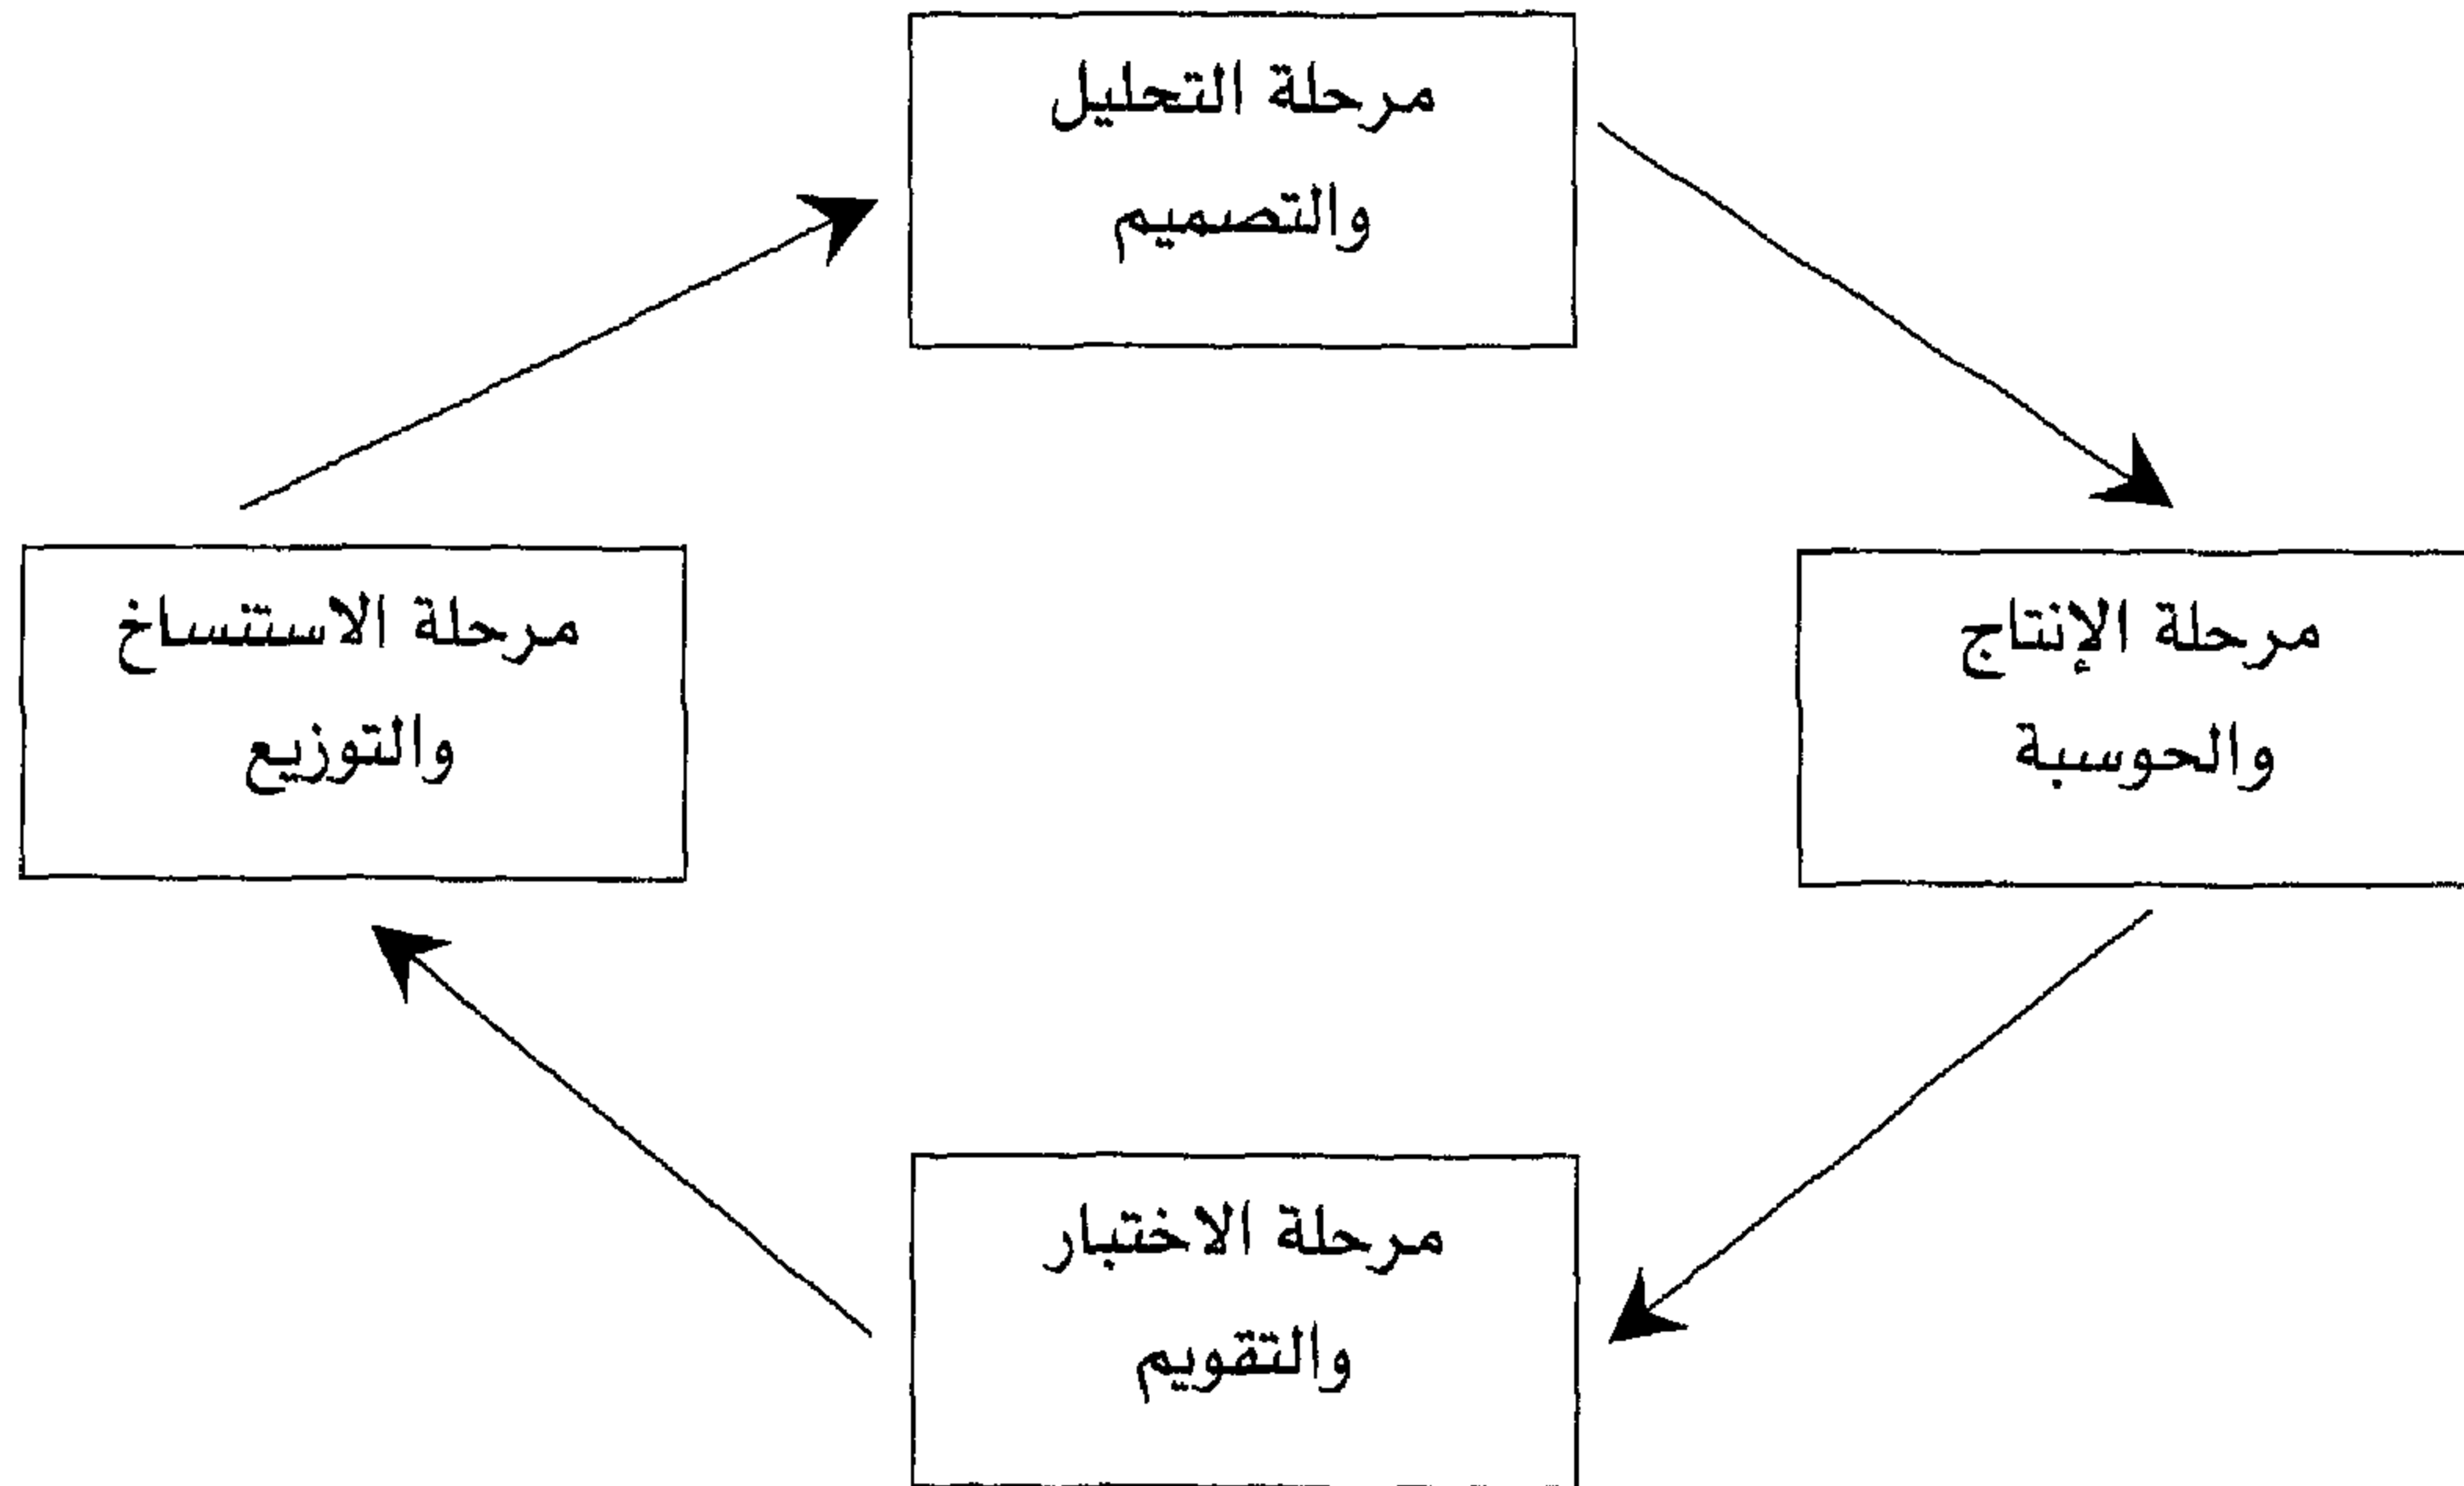 مرحلة التحليل
والتصميم
مرحلة الإنتاج
والحوسبة
مرحلة الاستنساخ
والتوزيع
مرحلة الاختبار
والتقويم